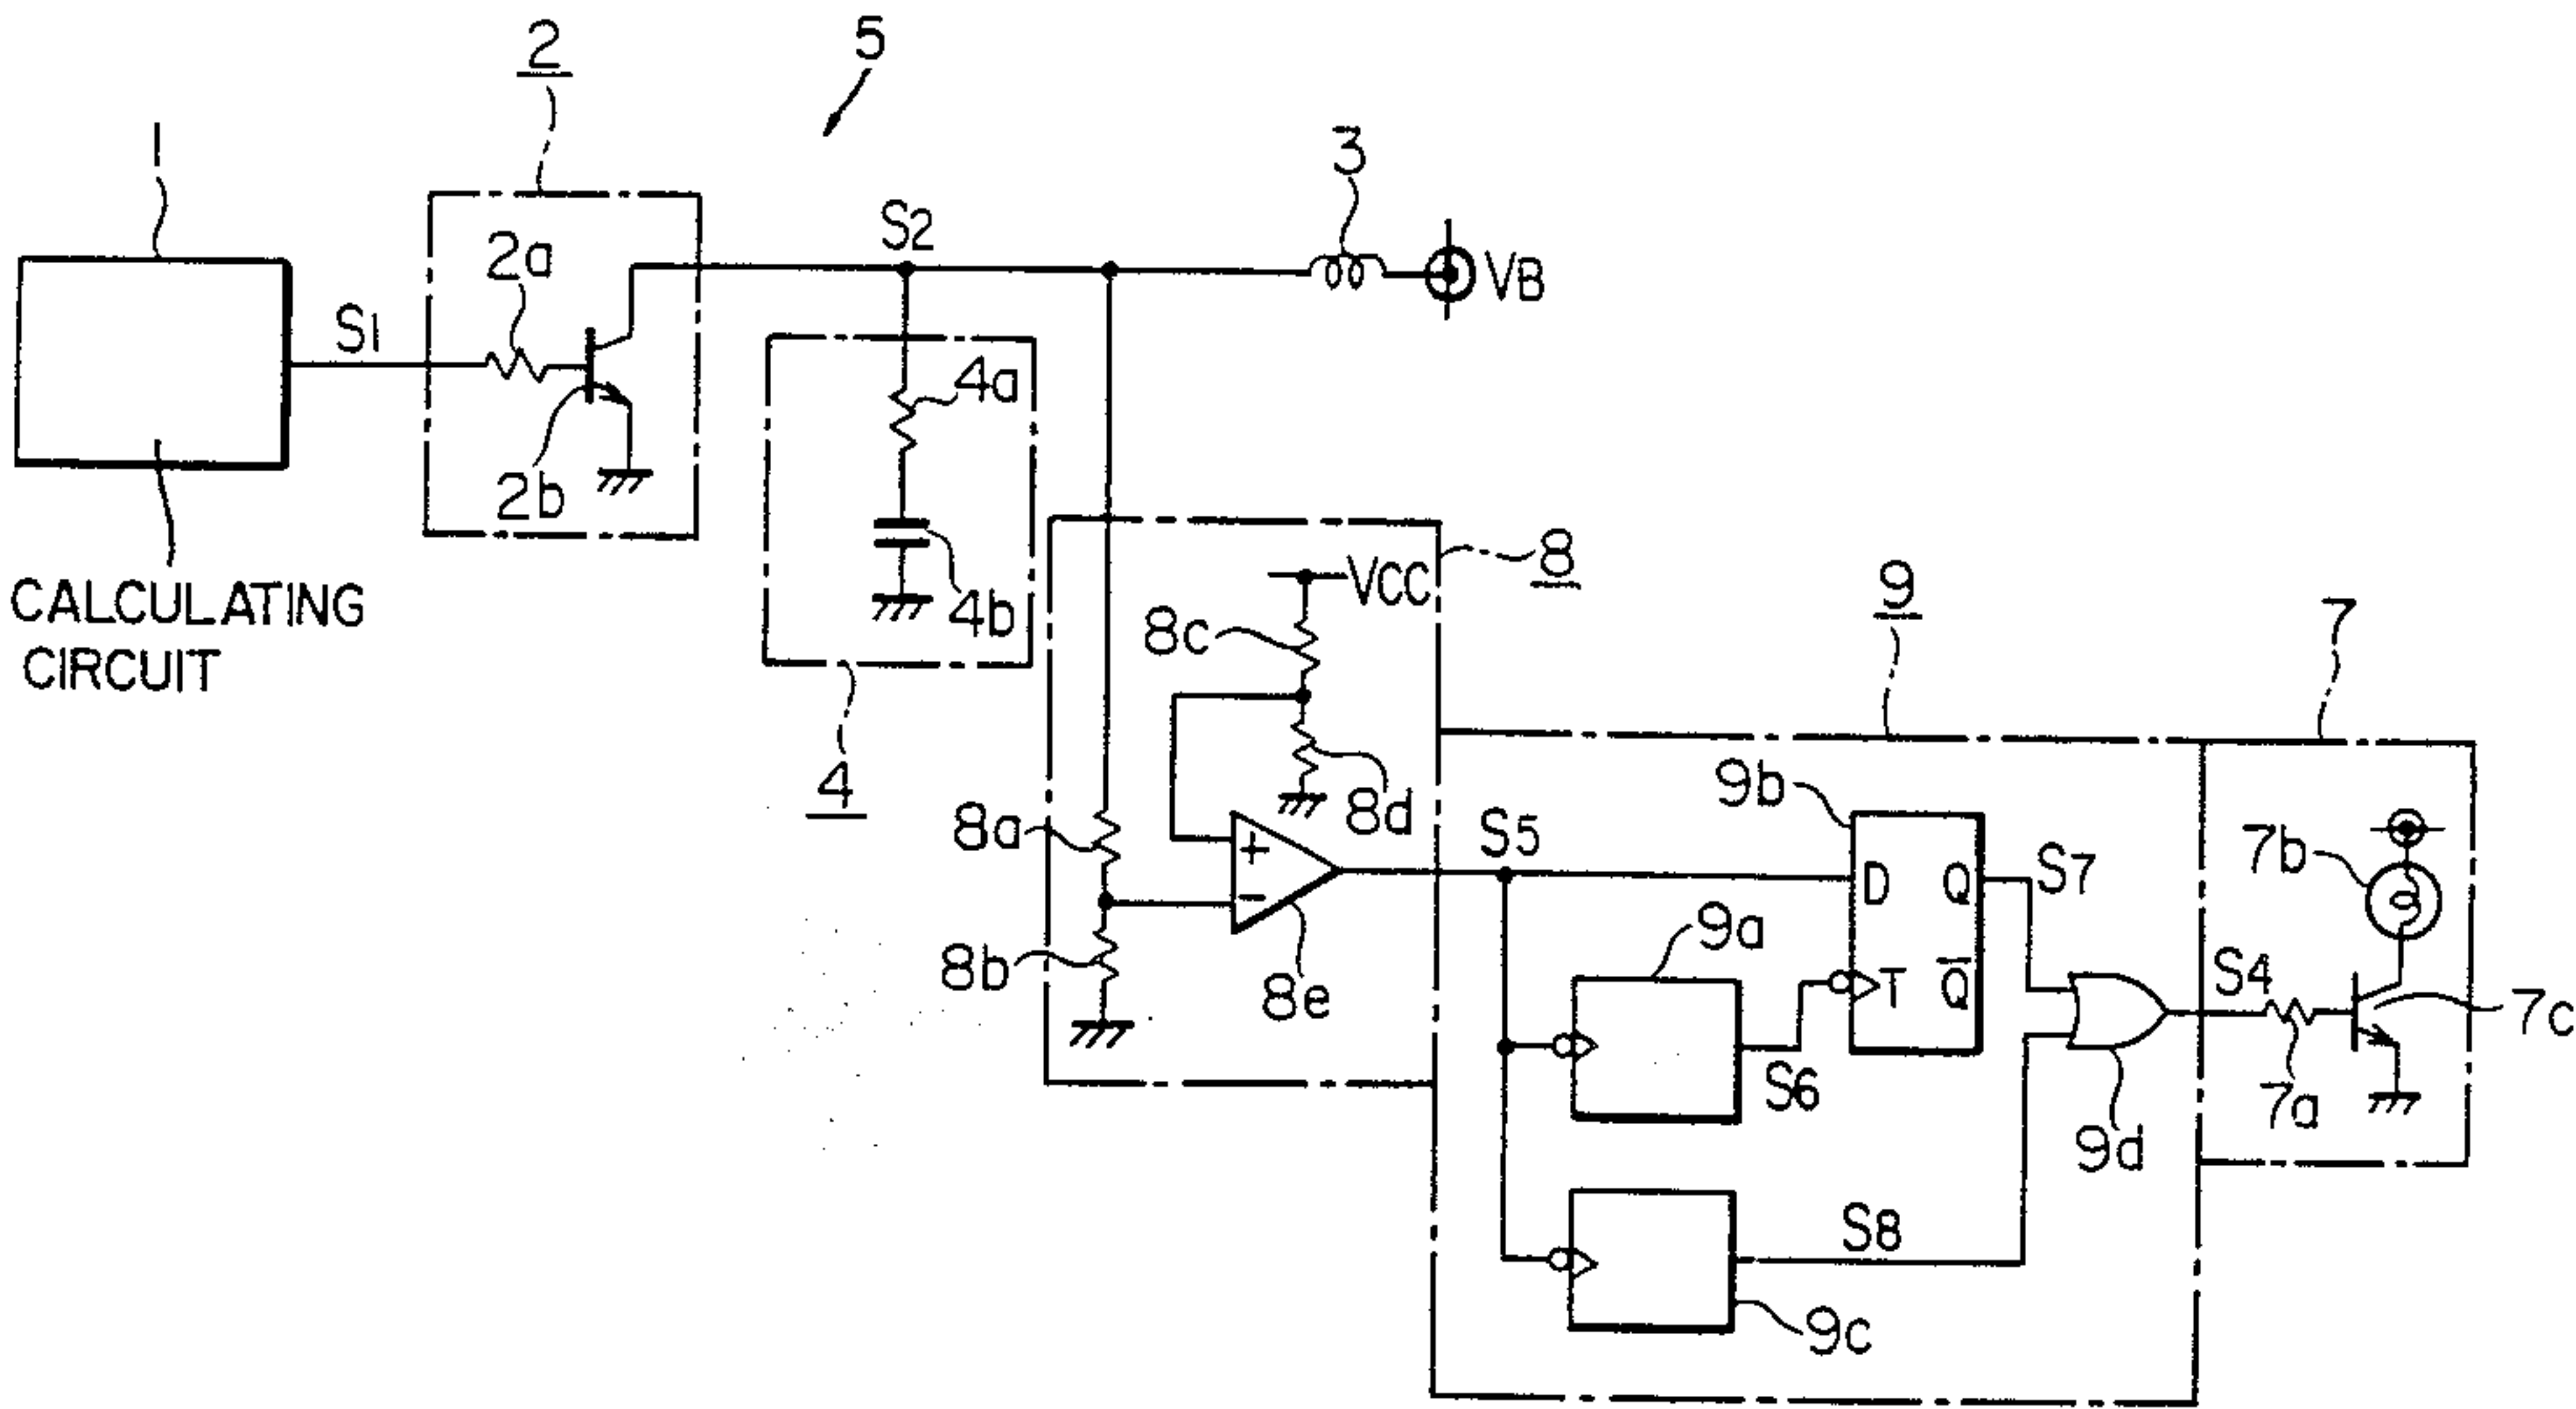 2
5
1
3
S2
2a
VB
S1
4a
2b
8
VCC
CALCULATING
CIRCUIT
4b
8c
9
7
4
8d
9b
8a
S5
+
−
D Q
S7
7b
9a
8b
8e
T Q̅
S4
7c
S6
7a
9d
S8
9c